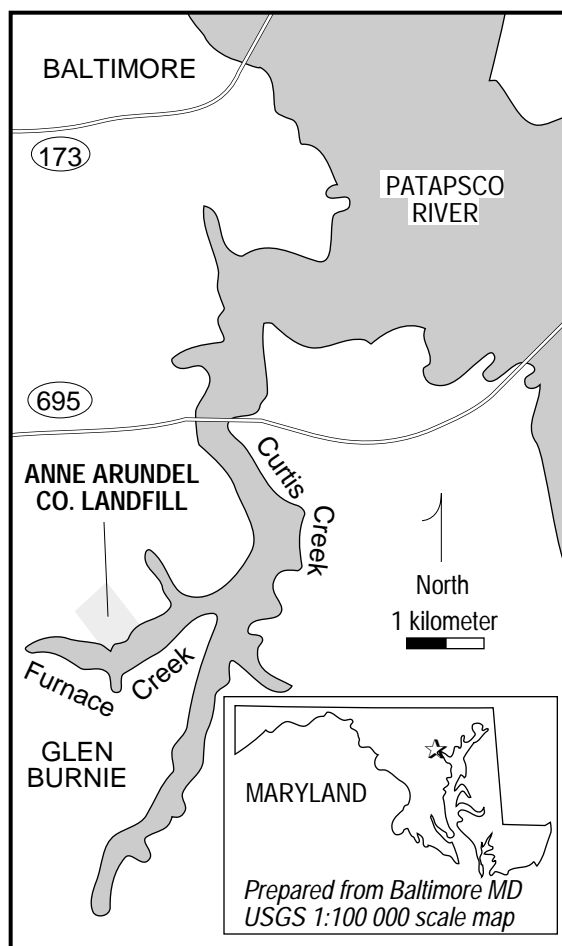 BALTIMORE
173
PATAPSCO
RIVER
695
Curtis
Creek
ANNE ARUNDEL
CO. LANDFILL
North
1 kilometer
Furnace
Creek
GLEN
BURNIE
MARYLAND
Prepared from Baltimore MD
USGS 1:100 000 scale map